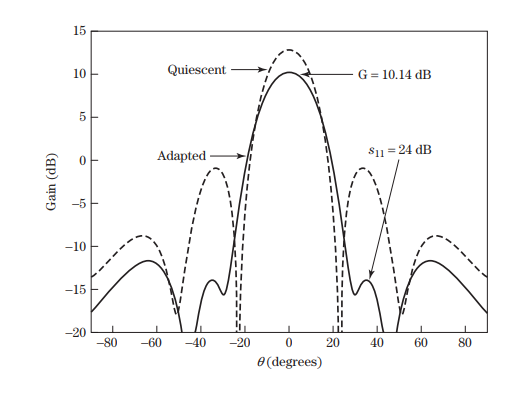 15
Quiescent
10
G = 10.14 dB
5
Adapted
s11 = 24 dB
0
Gain (dB)
−5
−10
−15
−20
−80 −60 −40 −20 0 20 40 60 80
θ (degrees)